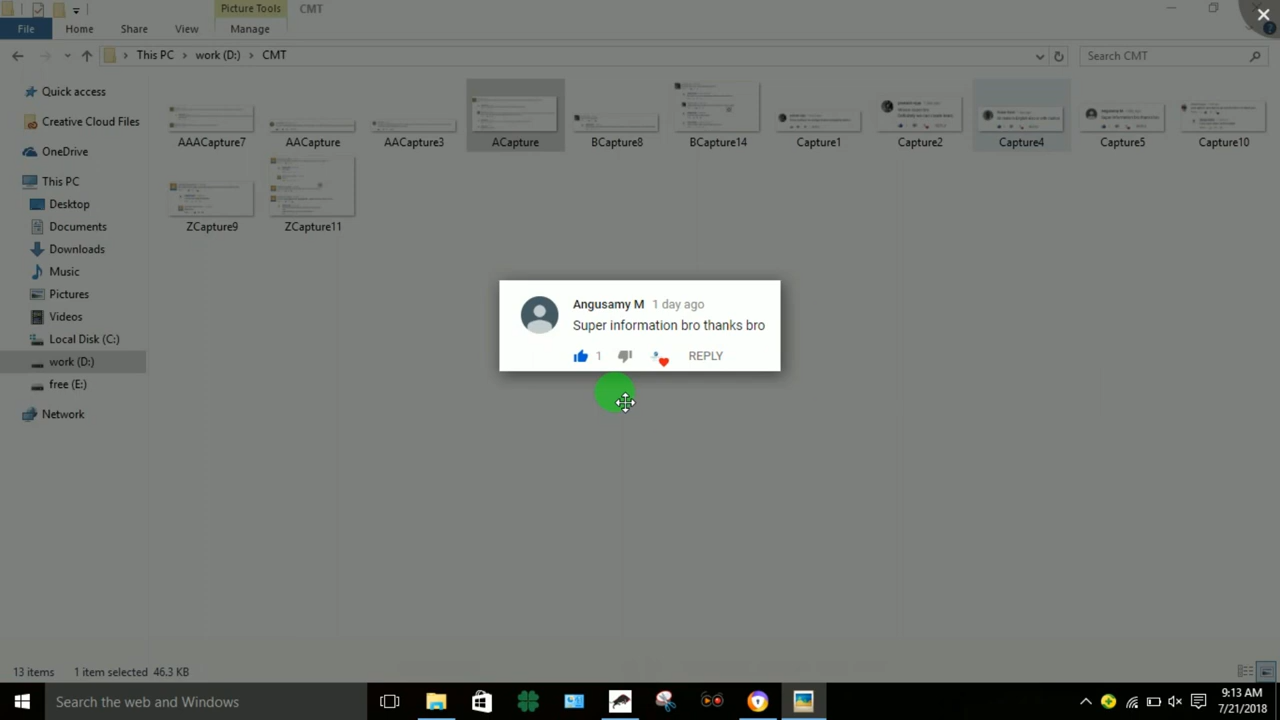 Picture Tools
CMT
File
Home
Share
View
Manage
This PC
work (D:)
CMT
Search CMT
Quick access
Creative Cloud Files
OneDrive
This PC
Desktop
Documents
Downloads
Music
Pictures
Videos
Local Disk (C:)
work (D:)
free (E:)
Network
AAACapture7
AACapture
AACapture3
ACapture
BCapture8
BCapture14
Capture1
Capture2
Capture4
Capture5
Capture10
ZCapture9
ZCapture11
Angusamy M 1 day ago
Super information bro thanks bro
1
REPLY
13 items 1 item selected 46.3 KB
Search the web and Windows
9:13 AM
7/21/2018